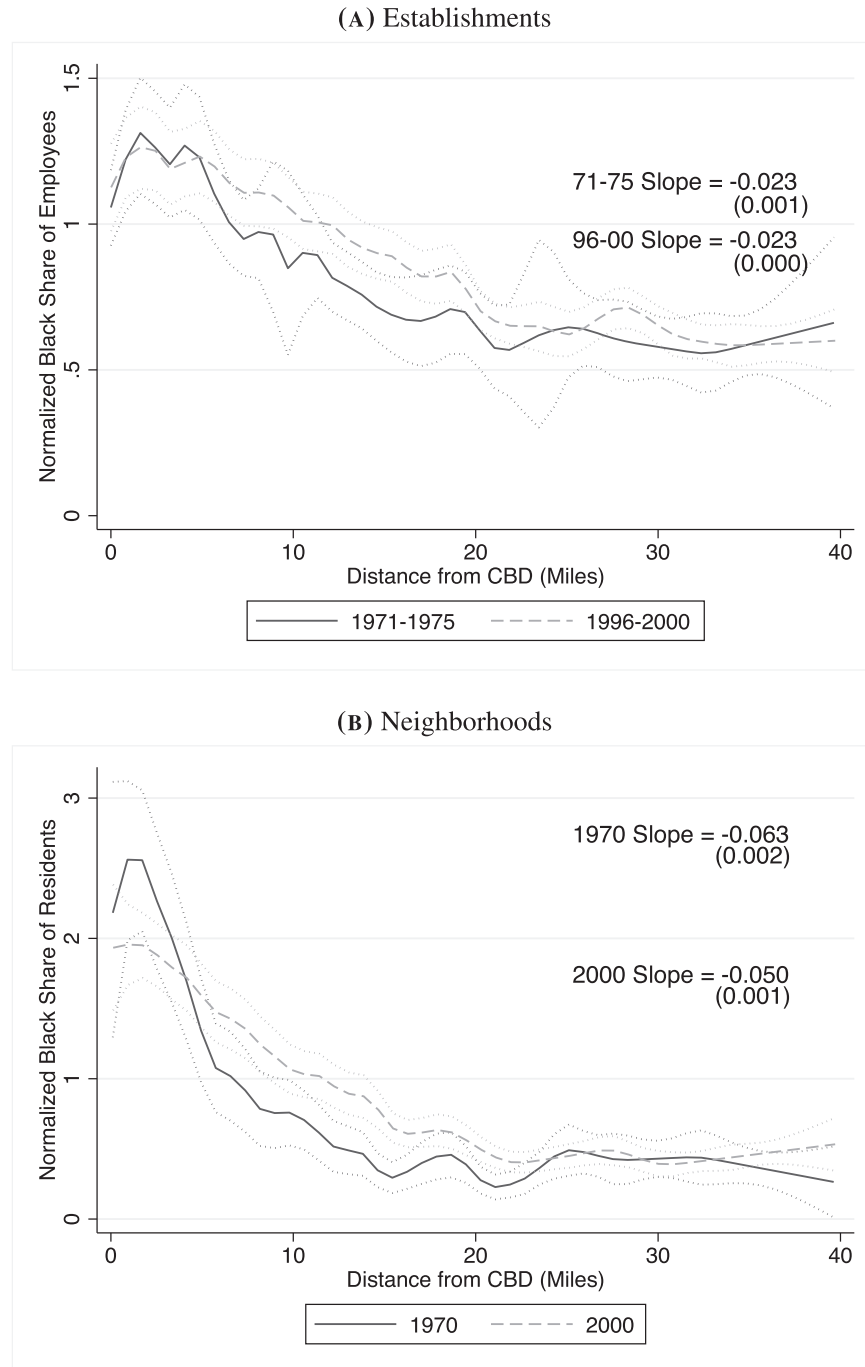 (A) Establishments
Normalized Black Share of Employees
1.5
1
.5
0
71-75 Slope = -0.023
(0.001)
96-00 Slope = -0.023
(0.000)
0 10 20 30 40
Distance from CBD (Miles)
1971-1975 1996-2000
(B) Neighborhoods
Normalized Black Share of Residents
3
2
1
0
1970 Slope = -0.063
(0.002)
2000 Slope = -0.050
(0.001)
0 10 20 30 40
Distance from CBD (Miles)
1970 2000